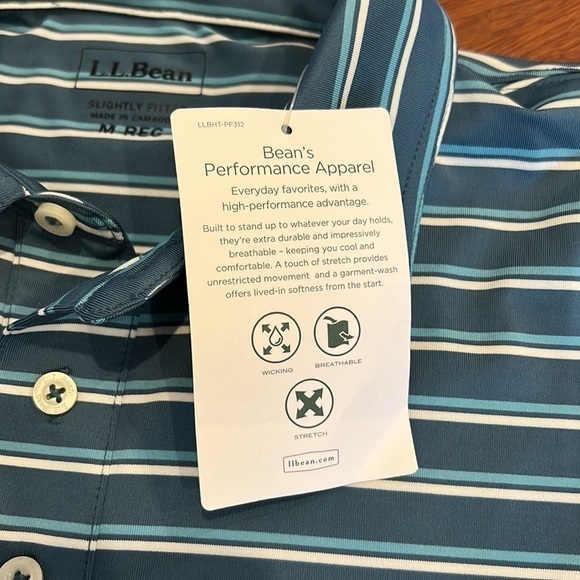 L.L.Bean
SLIGHTLY FITTED
MADE IN CAMBOD
M-REG
LLBHT-PF312
Bean's
Performance Apparel
Everyday favorites, with a
high-performance advantage.
Built to stand up to whatever your day holds,
they're extra durable and impressively
breathable – keeping you cool and
comfortable. A touch of stretch provides
unrestricted movement and a garment-wash
offers lived-in softness from the start.
WICKING
BREATHABLE
STRETCH
llbean.com